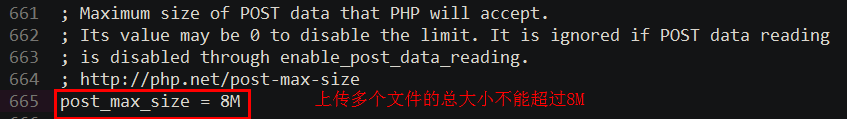 661 ; Maximum size of POST data that PHP will accept.
662 ; Its value may be 0 to disable the limit. It is ignored if POST data reading
663 ; is disabled through enable_post_data_reading.
664 ; http://php.net/post-max-size
665 post_max_size = 8M 上传多个文件的总大小不能超过8M